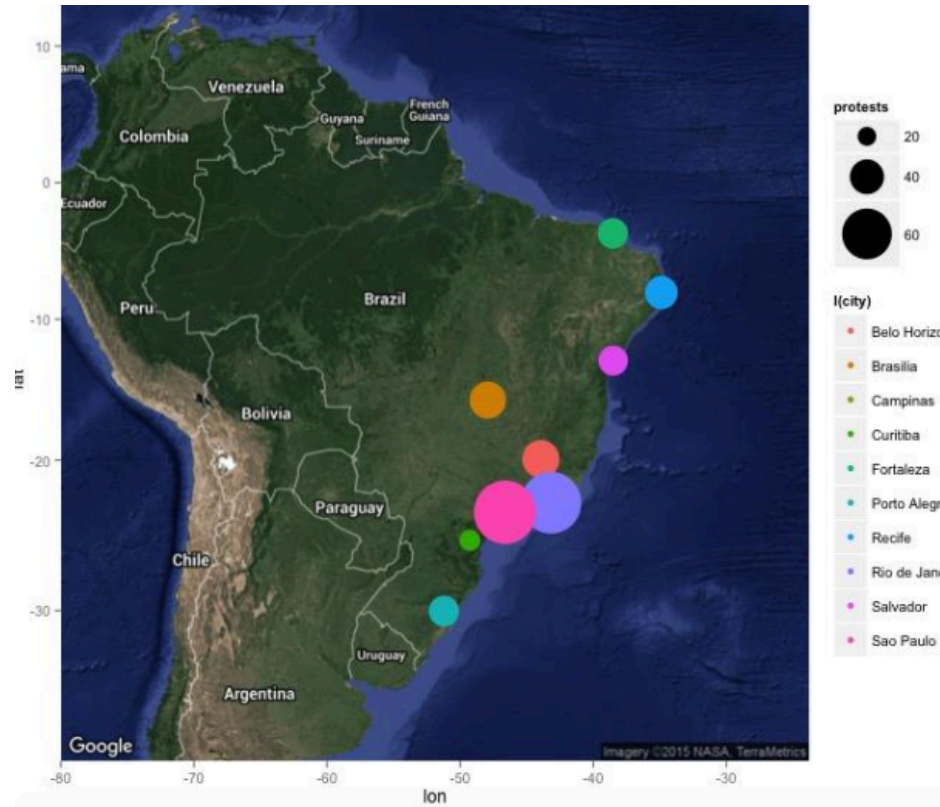 10
0
-10
-20
-30
lat
-80
-70
-60
-50
-40
-30
lon
ama
Venezuela
Guyana
French
Guiana
Suriname
Colombia
Ecuador
Peru
Brazil
Bolivia
Paraguay
Chile
Uruguay
Argentina
Google
Imagery ©2015 NASA, TerraMetrics
protests
20
40
60
I(city)
Belo Horizo
Brasilia
Campinas
Curitiba
Fortaleza
Porto Alegr
Recife
Rio de Jane
Salvador
Sao Paulo